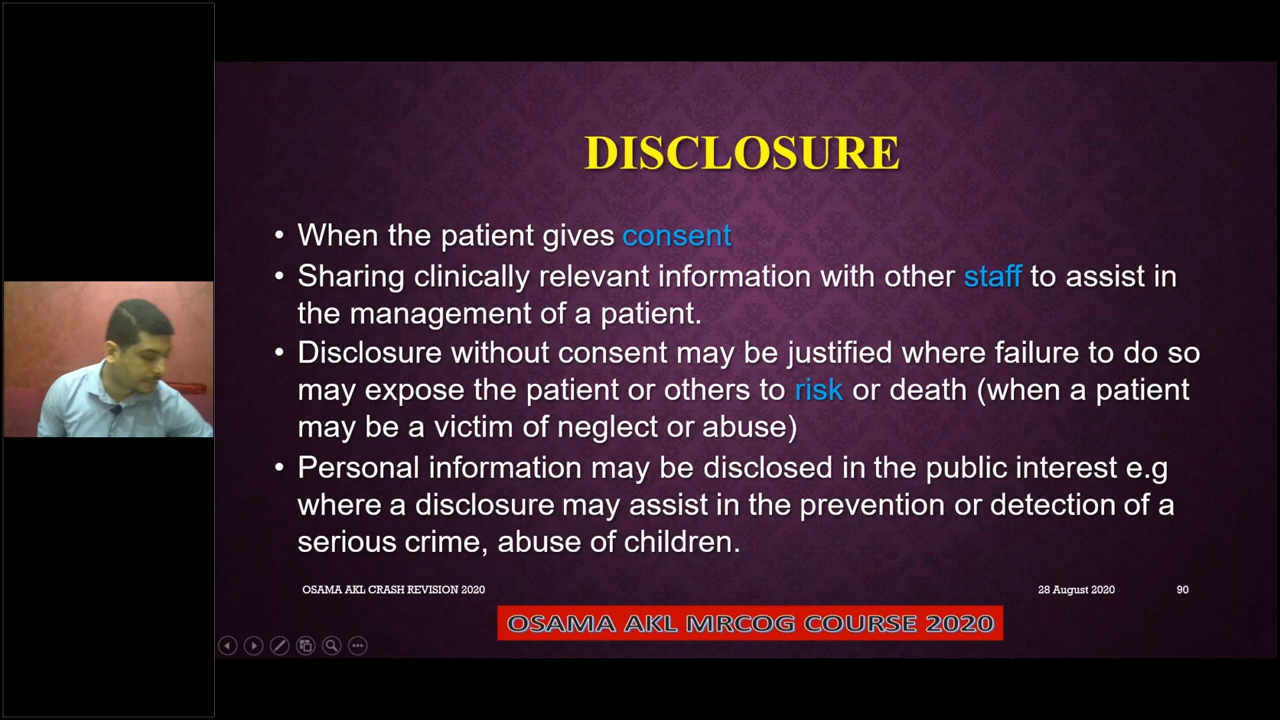 DISCLOSURE
• When the patient gives consent
• Sharing clinically relevant information with other staff to assist in
the management of a patient.
• Disclosure without consent may be justified where failure to do so
may expose the patient or others to risk or death (when a patient
may be a victim of neglect or abuse)
• Personal information may be disclosed in the public interest e.g
where a disclosure may assist in the prevention or detection of a
serious crime, abuse of children.
OSAMA AKL CRASH REVISION 2020 28 August 2020 90
OSAMA AKL MRCOG COURSE 2020